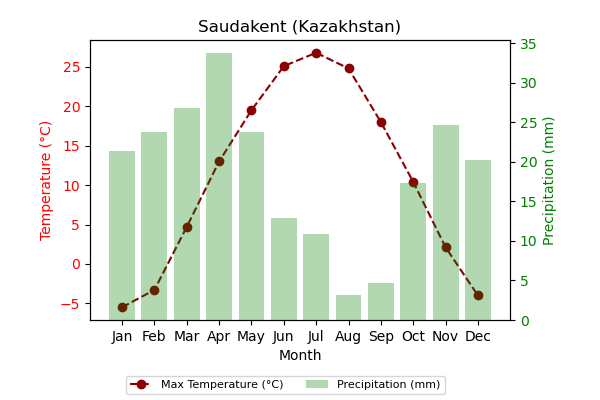 Saudakent (Kazakhstan)
Temperature (°C)
25
20
15
10
5
0
−5
35
30
25
20
15
10
5
0
Precipitation (mm)
Jan Feb Mar Apr May Jun Jul Aug Sep Oct Nov Dec
Month
Max Temperature (°C) Precipitation (mm)